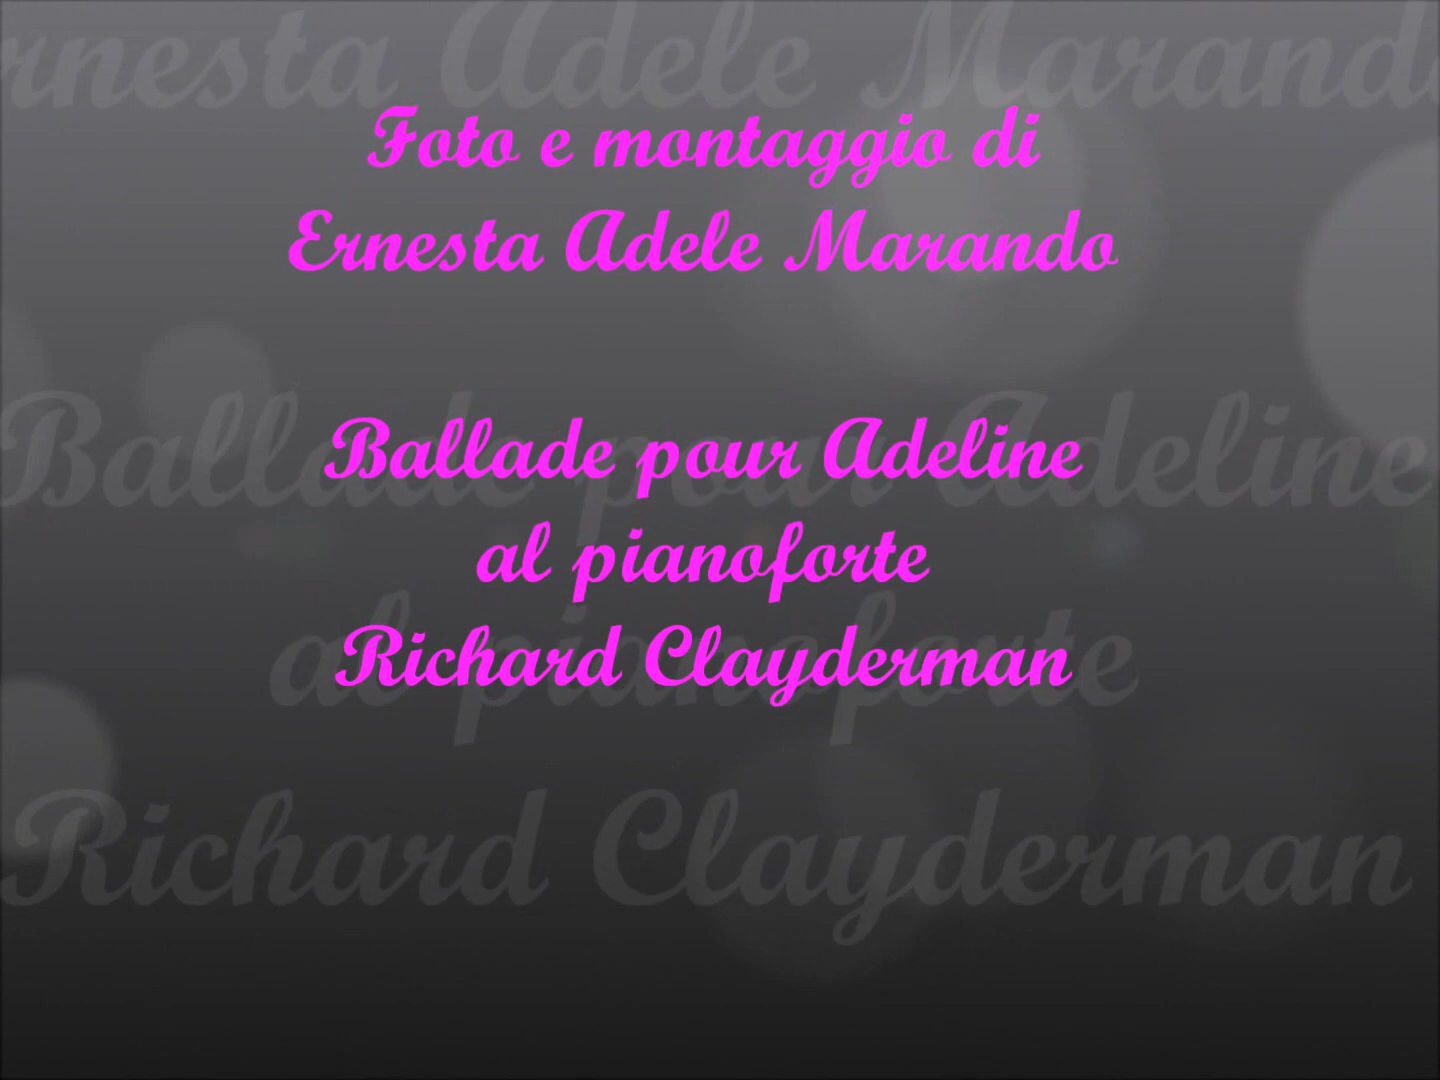 Foto e montaggio di
Ernesta Adele Marando
Ballade pour Adeline
al pianoforte
Richard Clayderman